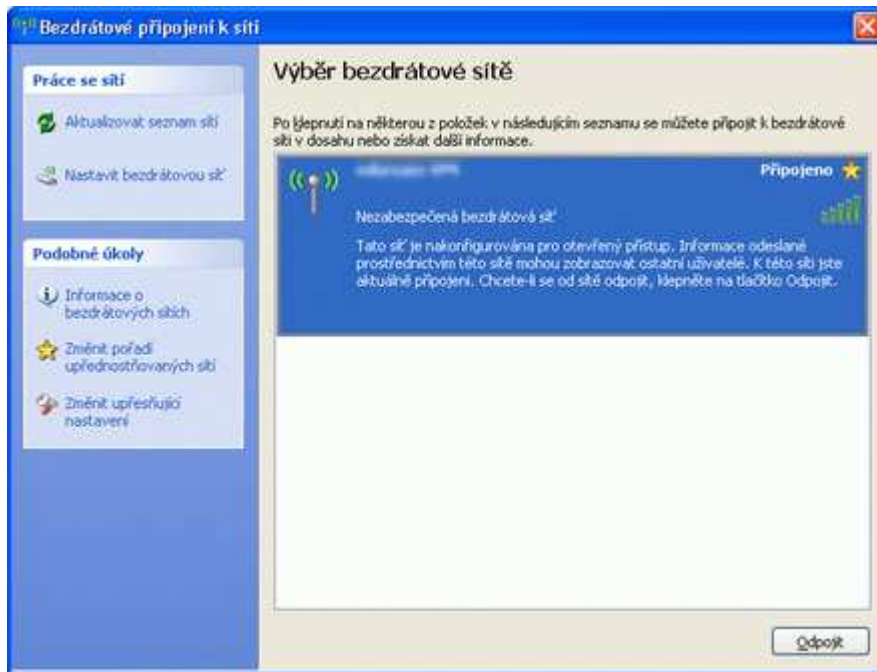 Bezdrátové připojení k síti
Práce se sítí
Aktualizovat seznam sítí
Nastavit bezdrátovou síť
Podobné úkoly
Informace o
bezdrátových sítích
Změnit pořadí
upřednostňovaných sítí
Změnit upřesňující
nastavení
Výběr bezdrátové sítě
Po klepnutí na některou z položek v následujícím seznamu se můžete připojit k bezdrátové
síti v dosahu nebo získat další informace.
Připojeno
Nezabezpečená bezdrátová síť
Tato síť je nakonfigurována pro otevřený přístup. Informace odeslané
prostřednictvím této sítě mohou zobrazovat ostatní uživatelé. K této síti jste
aktuálně připojeni. Chcete-li se od sítě odpojit, klepněte na tlačítko Odpojit.
Odpojit